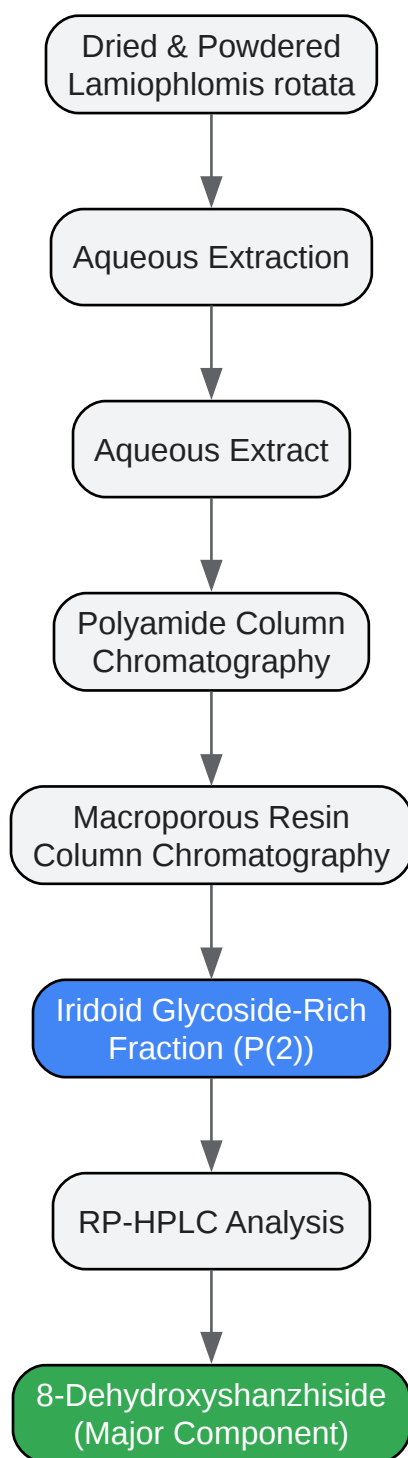 Dried & Powdered
Lamiophlomis rotata
Aqueous Extraction
Aqueous Extract
Polyamide Column
Chromatography
Macroporous Resin
Column Chromatography
Iridoid Glycoside-Rich
Fraction (P(2))
RP-HPLC Analysis
8-Dehydroxyshanzhiside
(Major Component)